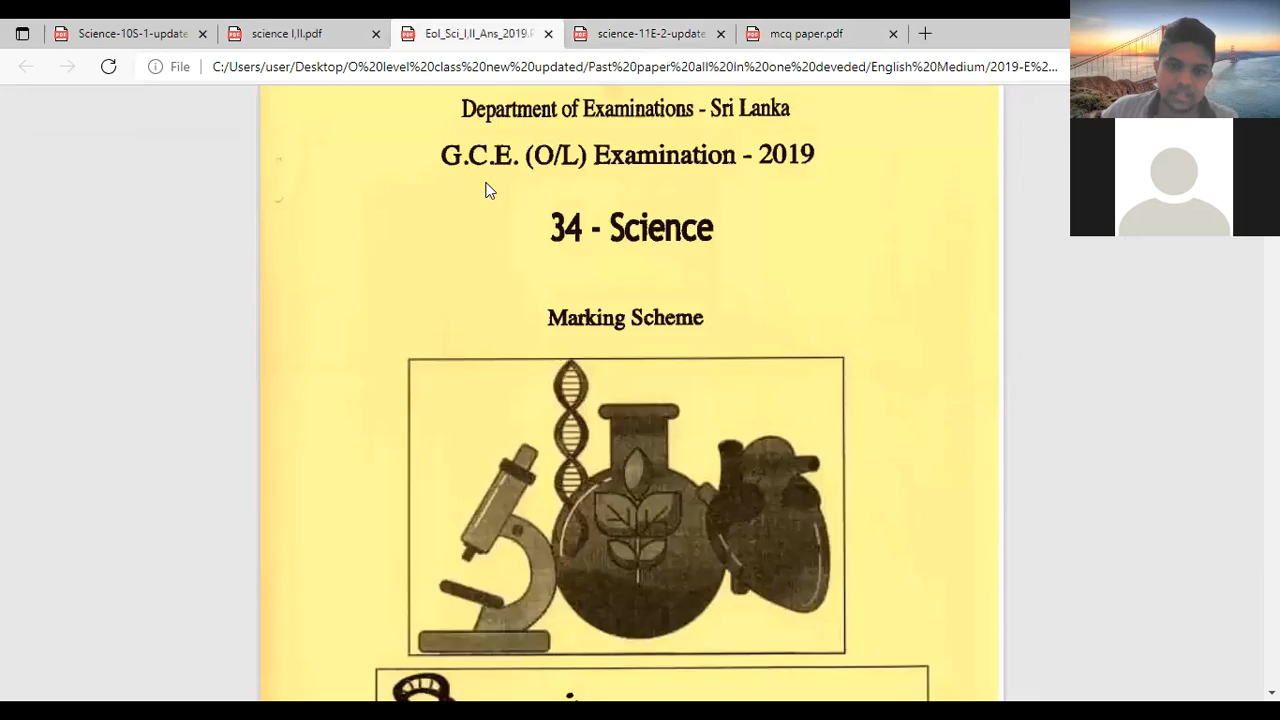 Science-10S-1-update
science I,II.pdf
Eol_Sci_I,II_Ans_2019.
science-11E-2-update
mcq paper.pdf
File
C:/Users/user/Desktop/O%20level%20class%20new%20updated/Past%20paper%20all%20in%20one%20deveded/English%20Medium/2019-E%2...
Department of Examinations - Sri Lanka
G.C.E. (O/L) Examination - 2019
34 - Science
Marking Scheme